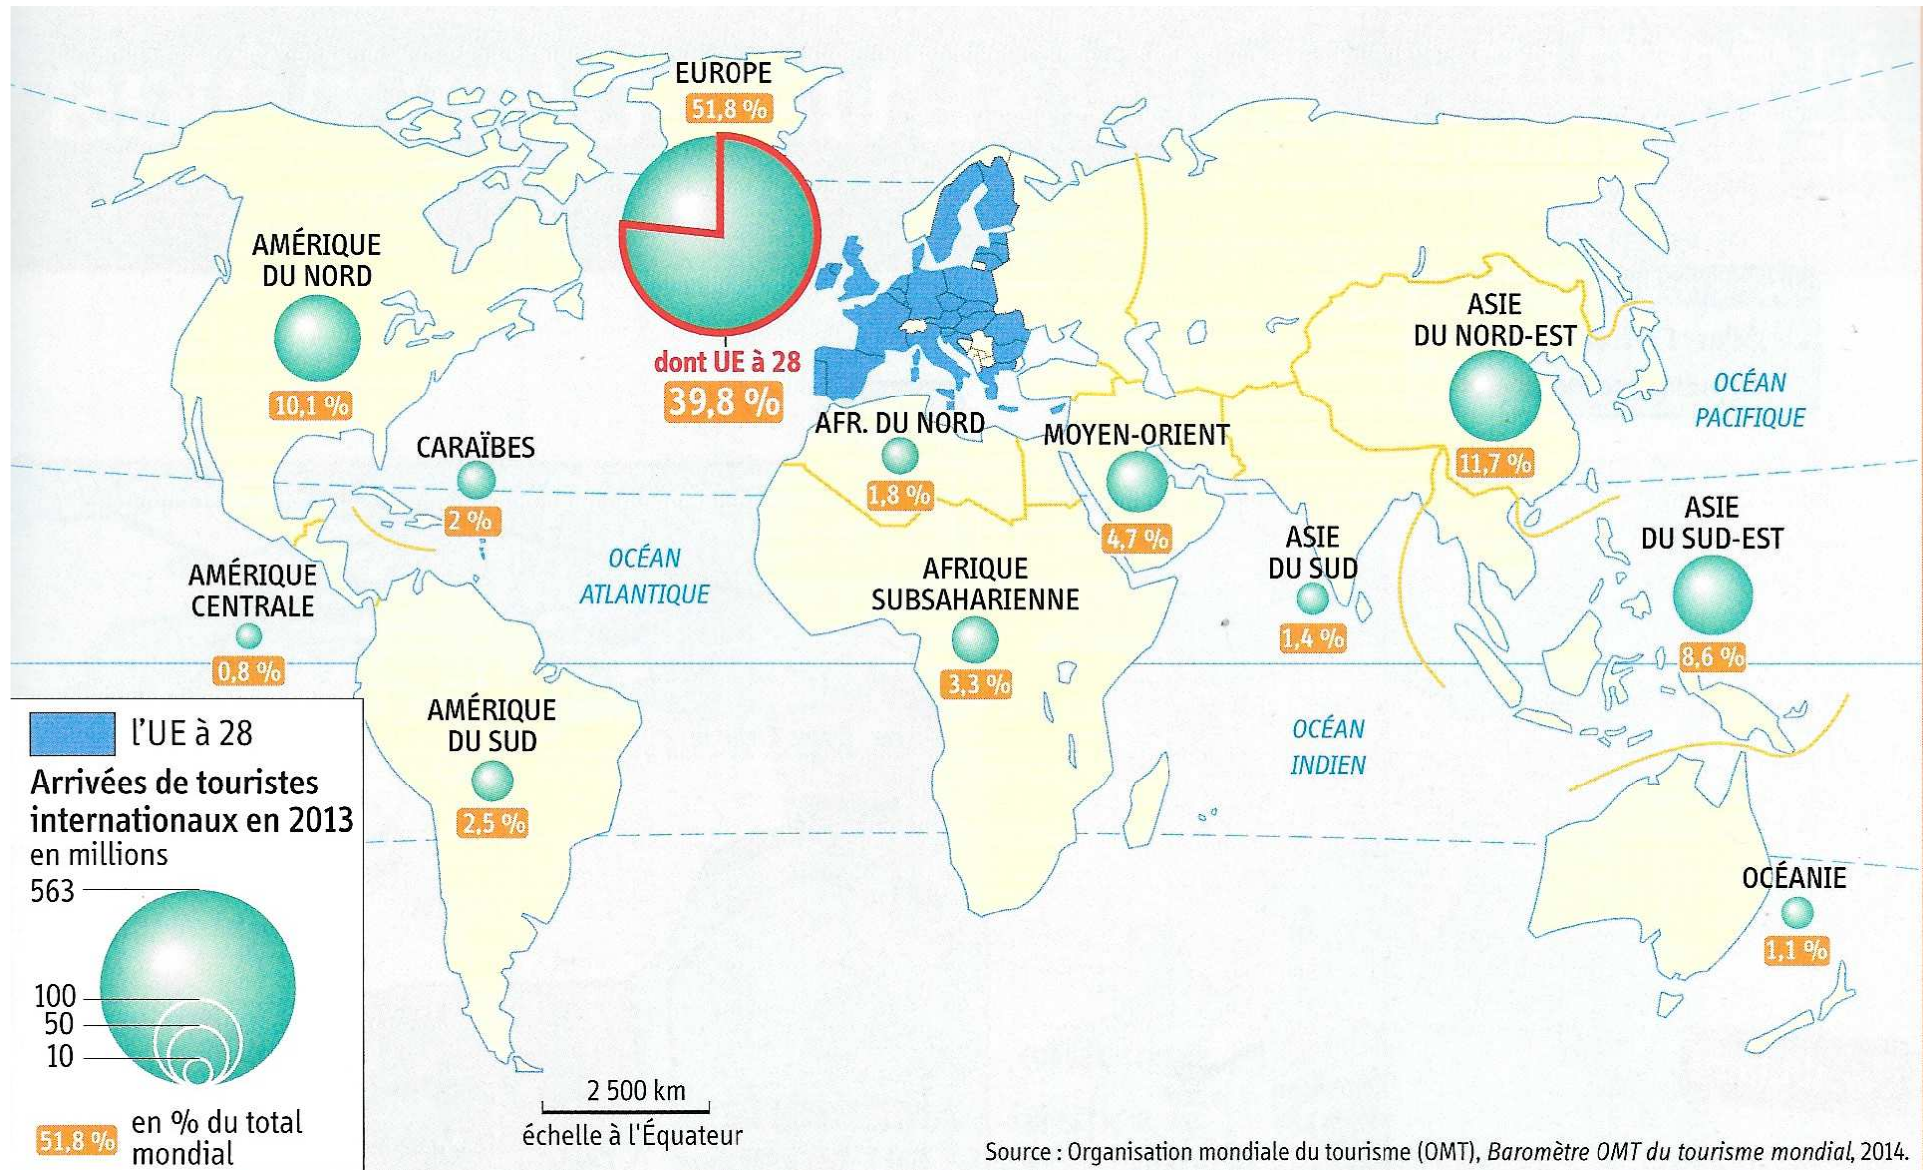 EUROPE
51,8 %
dont UE à 28
39,8 %
AMÉRIQUE
DU NORD
10,1 %
CARAÏBES
2 %
AMÉRIQUE
CENTRALE
0,8 %
AMÉRIQUE
DU SUD
2,5 %
OCÉAN
ATLANTIQUE
AFR. DU NORD
1,8 %
MOYEN-ORIENT
4,7 %
AFRIQUE
SUBSAHARIENNE
3,3 %
ASIE
DU NORD-EST
11,7 %
OCÉAN
PACIFIQUE
ASIE
DU SUD
1,4 %
ASIE
DU SUD-EST
8,6 %
OCÉAN
INDIEN
OCÉANIE
1,1 %
l'UE à 28
Arrivées de touristes
internationaux en 2013
en millions
563
100
50
10
51,8 %
en % du total
mondial
2 500 km
échelle à l'Équateur
Source : Organisation mondiale du tourisme (OMT), Baromètre OMT du tourisme mondial, 2014.